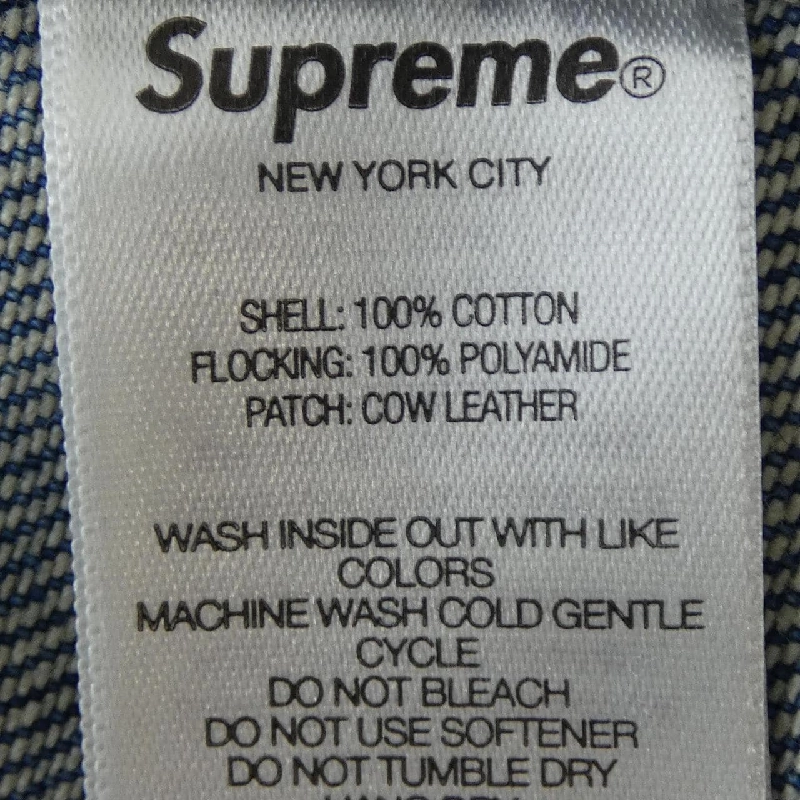 Supreme®
NEW YORK CITY
SHELL: 100% COTTON
FLOCKING: 100% POLYAMIDE
PATCH: COW LEATHER
WASH INSIDE OUT WITH LIKE
COLORS
MACHINE WASH COLD GENTLE
CYCLE
DO NOT BLEACH
DO NOT USE SOFTENER
DO NOT TUMBLE DRY